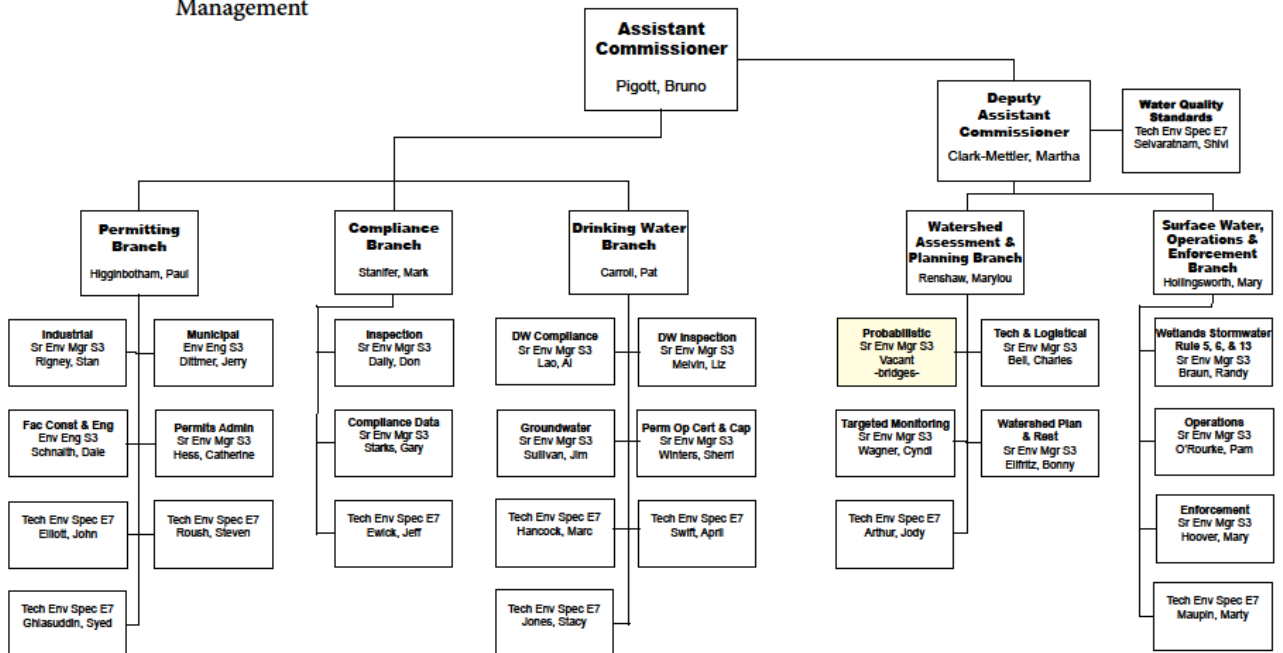 Management
Assistant
Commissioner
Pigott, Bruno
Deputy
Assistant
Commissioner
Clark-Mettler, Martha
Water Quality
Standards
Tech Env Spec E7
Selvaratnam, Shivi
Permitting
Branch
Higginbotham, Paul
Compliance
Branch
Stanifer, Mark
Drinking Water
Branch
Carroll, Pat
Watershed
Assessment &
Planning Branch
Renshaw, Marylou
Surface Water,
Operations &
Enforcement
Branch
Hollingsworth, Mary
Industrial
Sr Env Mgr S3
Rigney, Stan
Municipal
Env Eng S3
Dittmer, Jerry
Inspection
Sr Env Mgr S3
Daily, Don
DW Compliance
Sr Env Mgr S3
Lao, Al
DW Inspection
Sr Env Mgr S3
Melvin, Liz
Probabilistic
Sr Env Mgr S3
Vacant
-bridges-
Tech & Logistical
Sr Env Mgr S3
Bell, Charles
Wetlands Stormwater
Rule 5, 6, & 13
Sr Env Mgr S3
Braun, Randy
Fac Const & Eng
Env Eng S3
Schnaith, Dale
Permits Admin
Sr Env Mgr S3
Hess, Catherine
Compliance Data
Sr Env Mgr S3
Starks, Gary
Groundwater
Sr Env Mgr S3
Sullivan, Jim
Perm Op Cert & Cap
Sr Env Mgr S3
Winters, Sherri
Targeted Monitoring
Sr Env Mgr S3
Wagner, Cyndi
Watershed Plan
& Rest
Sr Env Mgr S3
Elifritz, Bonny
Operations
Sr Env Mgr S3
O'Rourke, Pam
Tech Env Spec E7
Elliott, John
Tech Env Spec E7
Roush, Steven
Tech Env Spec E7
Ewick, Jeff
Tech Env Spec E7
Hancock, Marc
Tech Env Spec E7
Swift, April
Tech Env Spec E7
Arthur, Jody
Enforcement
Sr Env Mgr S3
Hoover, Mary
Tech Env Spec E7
Ghiasuddin, Syed
Tech Env Spec E7
Jones, Stacy
Tech Env Spec E7
Maupin, Marty